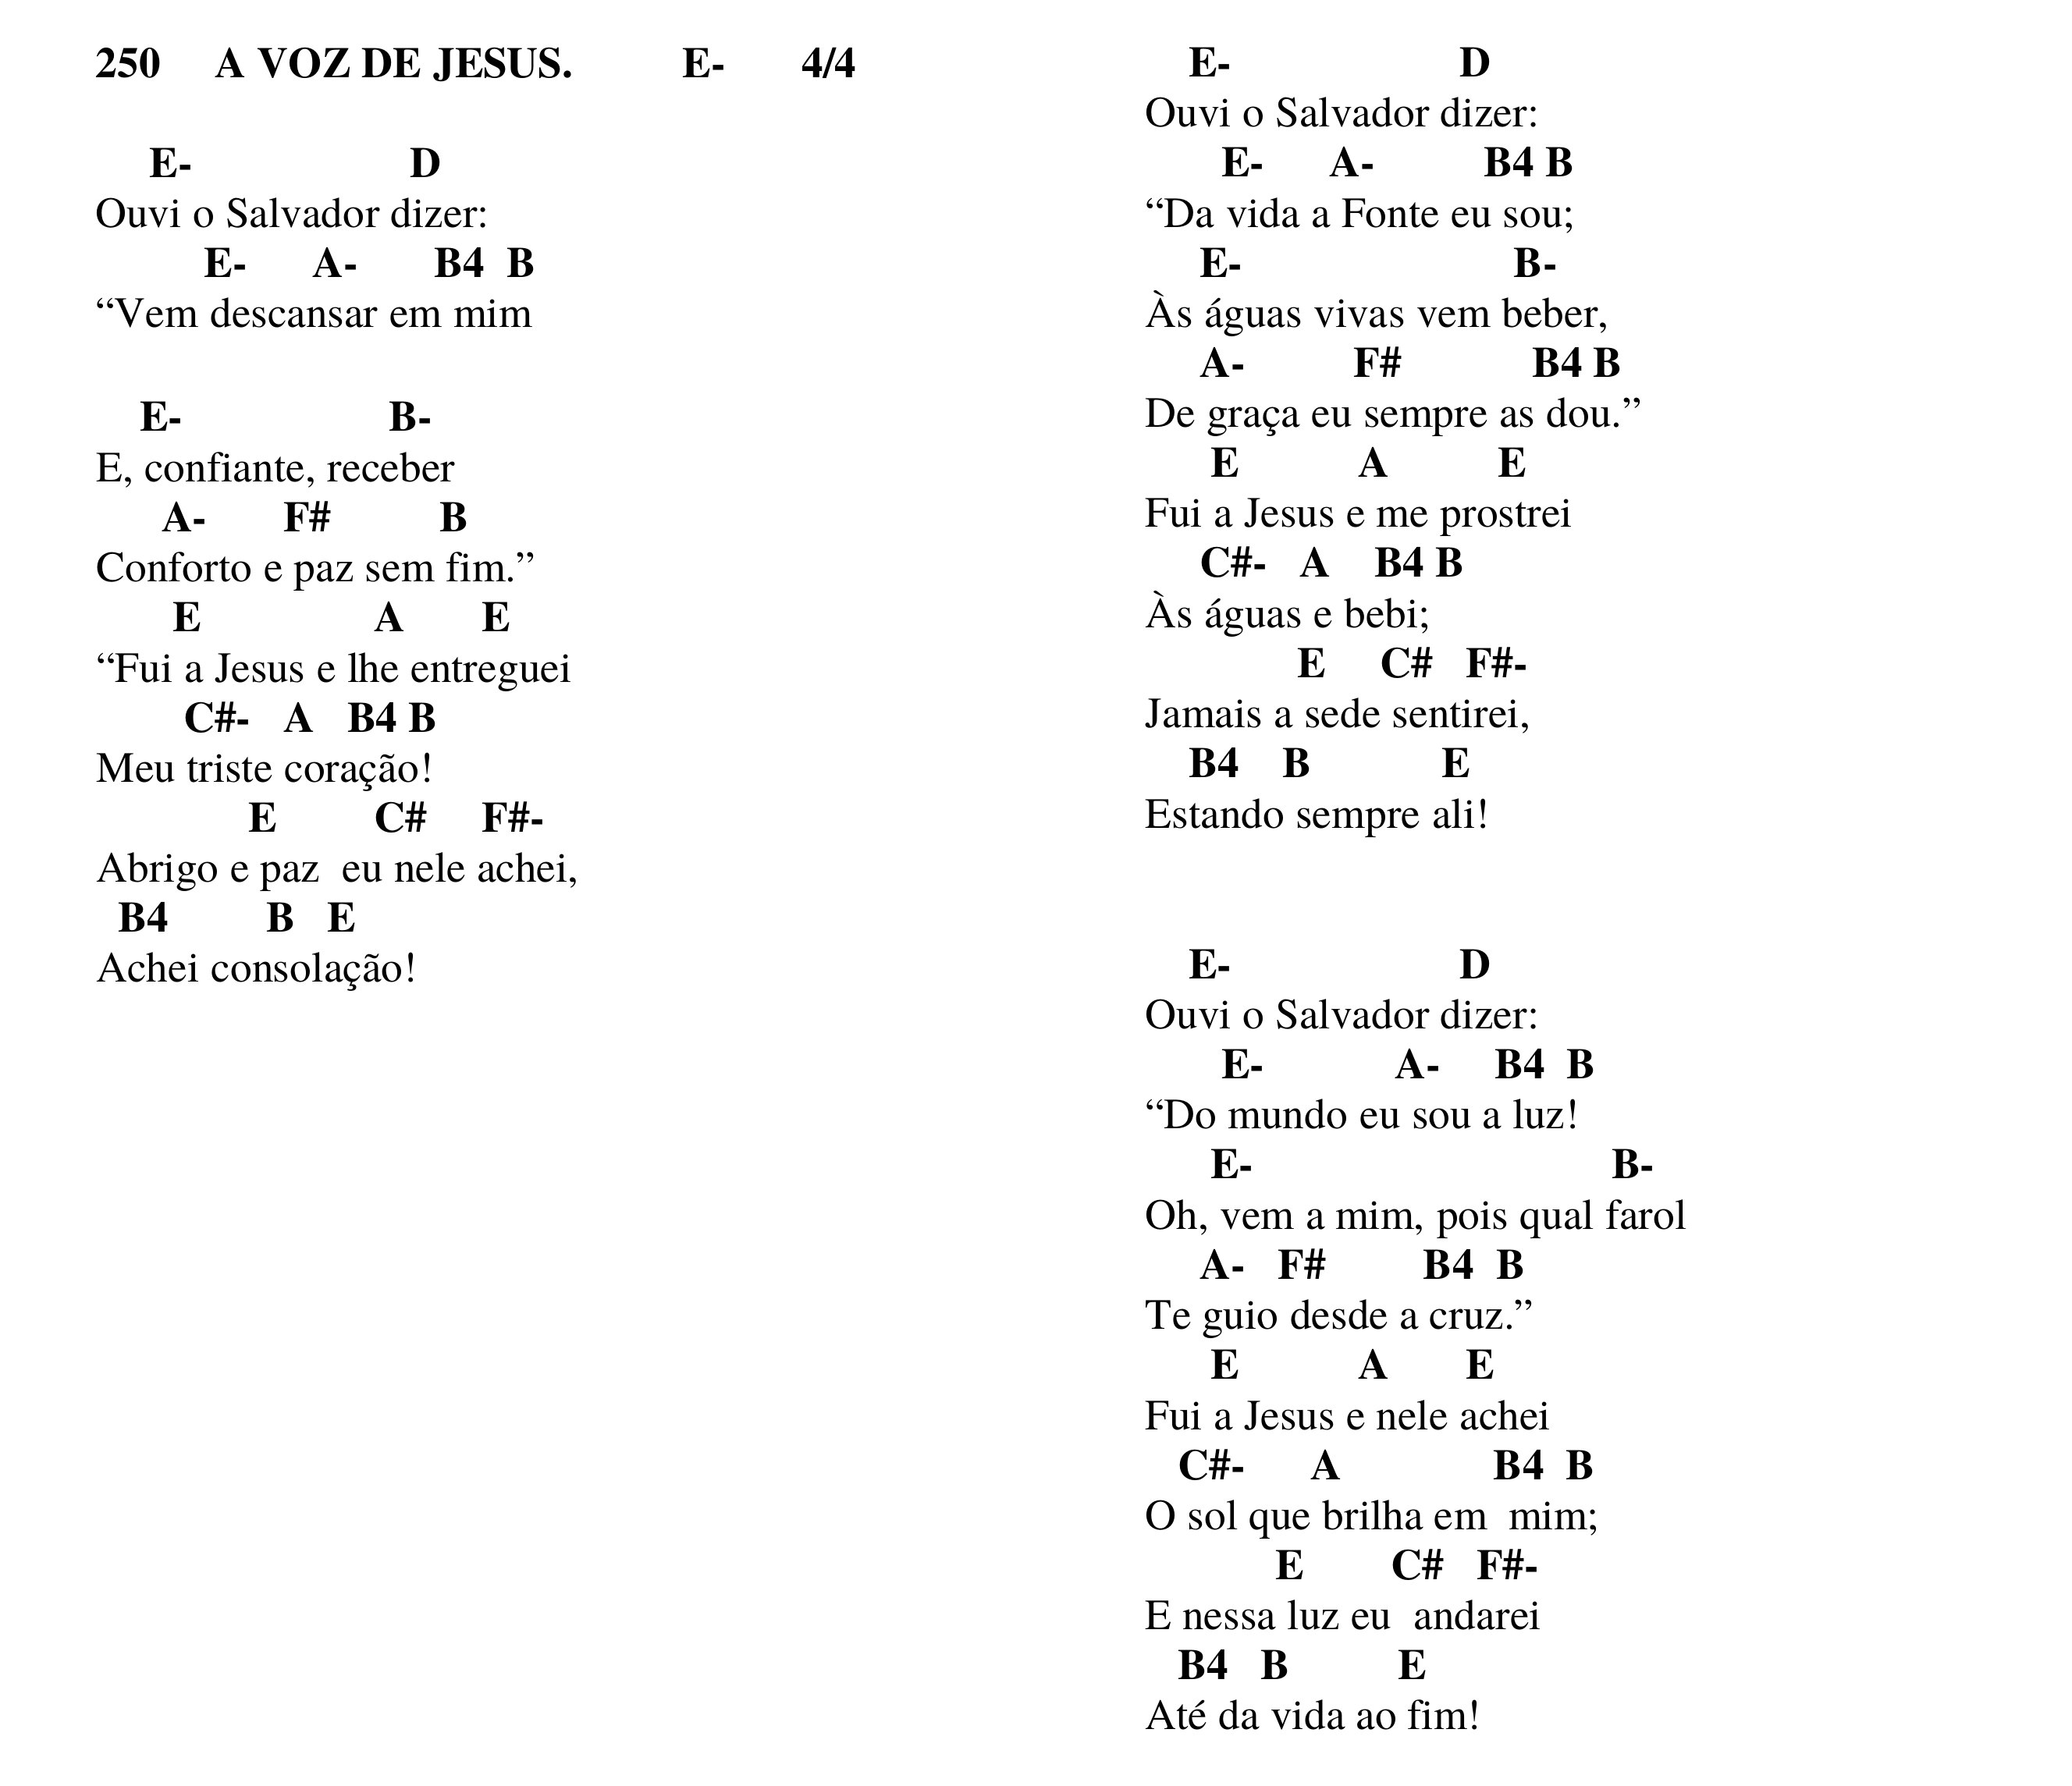 250 A VOZ DE JESUS. E- 4/4
E- D
Ouvi o Salvador dizer:
E- A- B4 B
“Vem descansar em mim
E- B-
E, confiante, receber
A- F# B
Conforto e paz sem fim.”
E A E
“Fui a Jesus e lhe entreguei
C#- A B4 B
Meu triste coração!
E C# F#-
Abrigo e paz eu nele achei,
B4 B E
Achei consolação!
E- D
Ouvi o Salvador dizer:
E- A- B4 B
“Da vida a Fonte eu sou;
E- B-
Às águas vivas vem beber,
A- F# B4 B
De graça eu sempre as dou.”
E A E
Fui a Jesus e me prostrei
C#- A B4 B
Às águas e bebi;
E C# F#-
Jamais a sede sentirei,
B4 B E
Estando sempre ali!
E- D
Ouvi o Salvador dizer:
E- A- B4 B
“Do mundo eu sou a luz!
E- B-
Oh, vem a mim, pois qual farol
A- F# B4 B
Te guio desde a cruz.”
E A E
Fui a Jesus e nele achei
C#- A B4 B
O sol que brilha em mim;
E C# F#-
E nessa luz eu andarei
B4 B E
Até da vida ao fim!